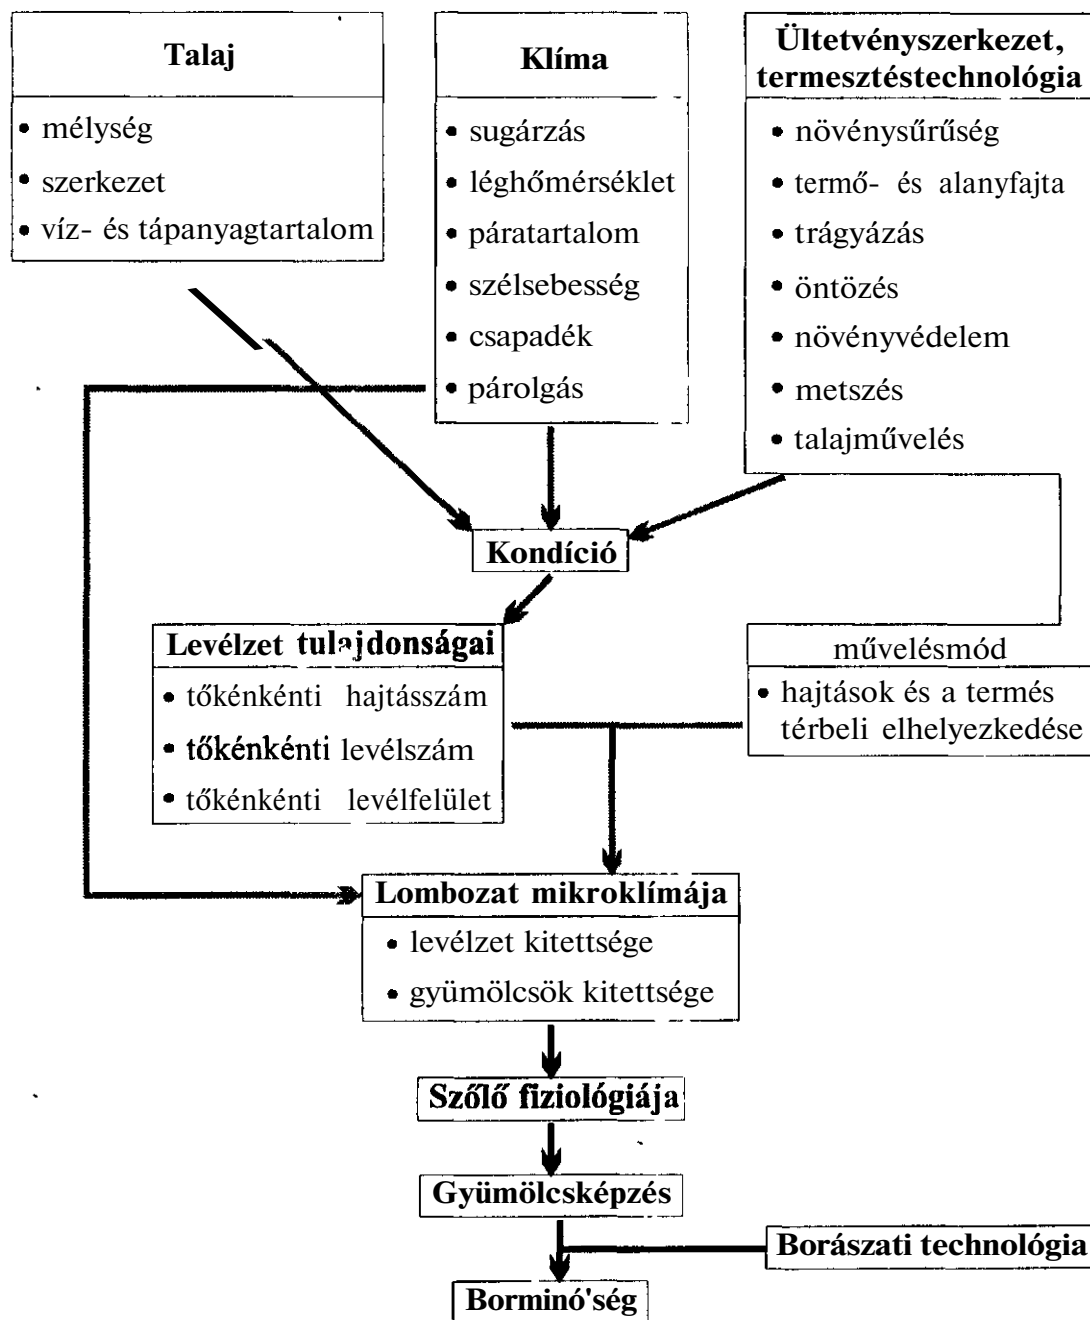 Talaj
• mélység
• szerkezet
• víz- és tápanyagtartalom
Klíma
• sugárzás
• léghőmérséklet
• páratartalom
• szélsebesség
• csapadék
• párolgás
Ültetvényszerkezet,
termesztéstechnológia
• növénysűrűség
• termő- és alanyfajta
• trágyázás
• öntözés
• növényvédelem
• metszés
• talajművelés
Kondíció
Levélzet tulajdonságai
• tőkénkénti hajtásszám
• tőkénkénti levélszám
• tőkénkénti levélfelület
művelésmód
• hajtások és a termés
térbeli elhelyezkedése
Lombozat mikroklímája
• levélzet kitettsége
• gyümölcsök kitettsége
Szőlő fiziológiája
Gyümölcsképzés
Borászati technológia
Borminó'ség